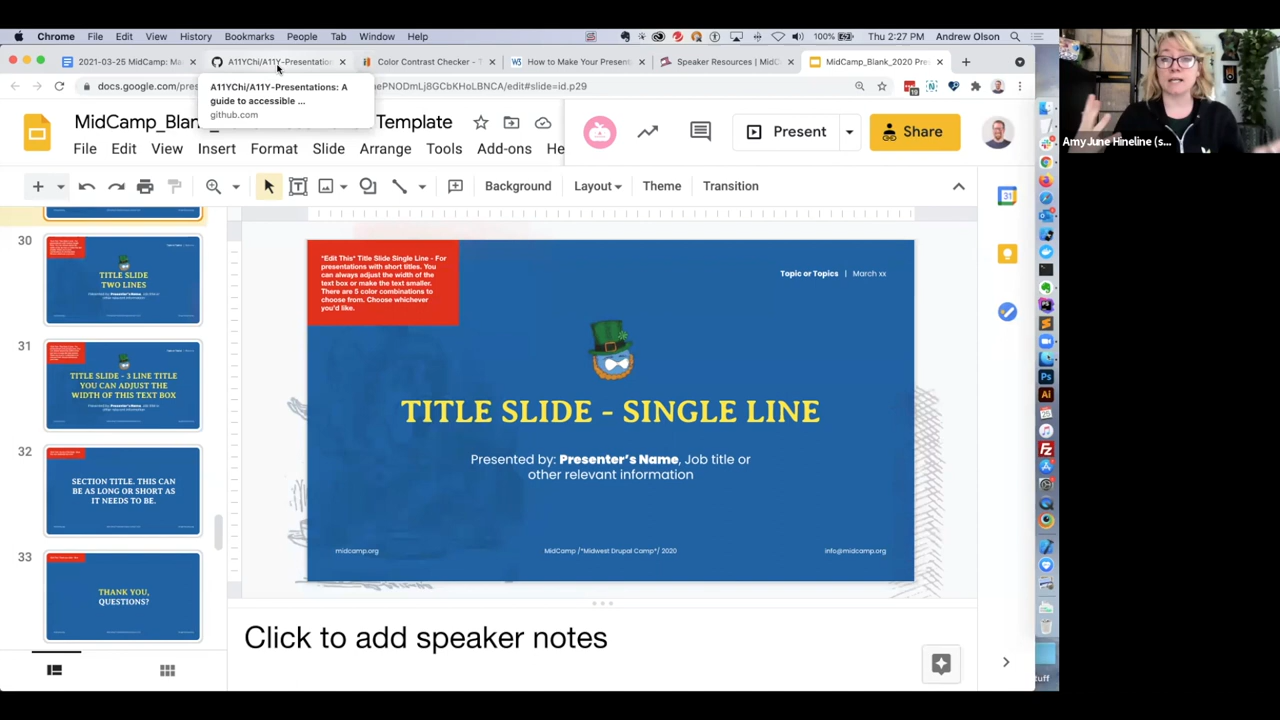 Chrome File Edit View History Bookmarks People Tab Window Help 100% Thu 2:27 PM Andrew Olson
2021-03-25 MidCamp: Ma
A11YChi/A11Y-Presentation
Color Contrast Checker - T
How to Make Your Present
Speaker Resources | MidC
MidCamp_Blank_2020 Pres
docs.google.com/pres
ePNODmLj8GCbKHoLBNCA/edit#slide=id.p29
A11YChi/A11Y-Presentations: A
guide to accessible ...
github.com
MidCamp_Blank_
Template
Present
Share
File Edit View Insert Format Slide Arrange Tools Add-ons He
Background Layout Theme Transition
30
TITLE SLIDE
TWO LINES
31
TITLE SLIDE - 3 LINE TITLE
YOU CAN ADJUST THE
WIDTH OF THIS TEXT BOX
32
SECTION TITLE. THIS CAN
BE AS LONG OR SHORT AS
IT NEEDS TO BE.
33
THANK YOU,
QUESTIONS?
*Edit This* Title Slide Single Line - For
presentations with short titles. You
can always adjust the width of the
text box or make the text smaller.
There are 5 color combinations to
choose from. Choose whichever
you'd like.
Topic or Topics | March xx
TITLE SLIDE - SINGLE LINE
Presented by: Presenter's Name, Job title or
other relevant information
midcamp.org
MidCamp /*Midwest Drupal Camp*/ 2020
info@midcamp.org
Click to add speaker notes
Amy June Hineline (s...
tuff